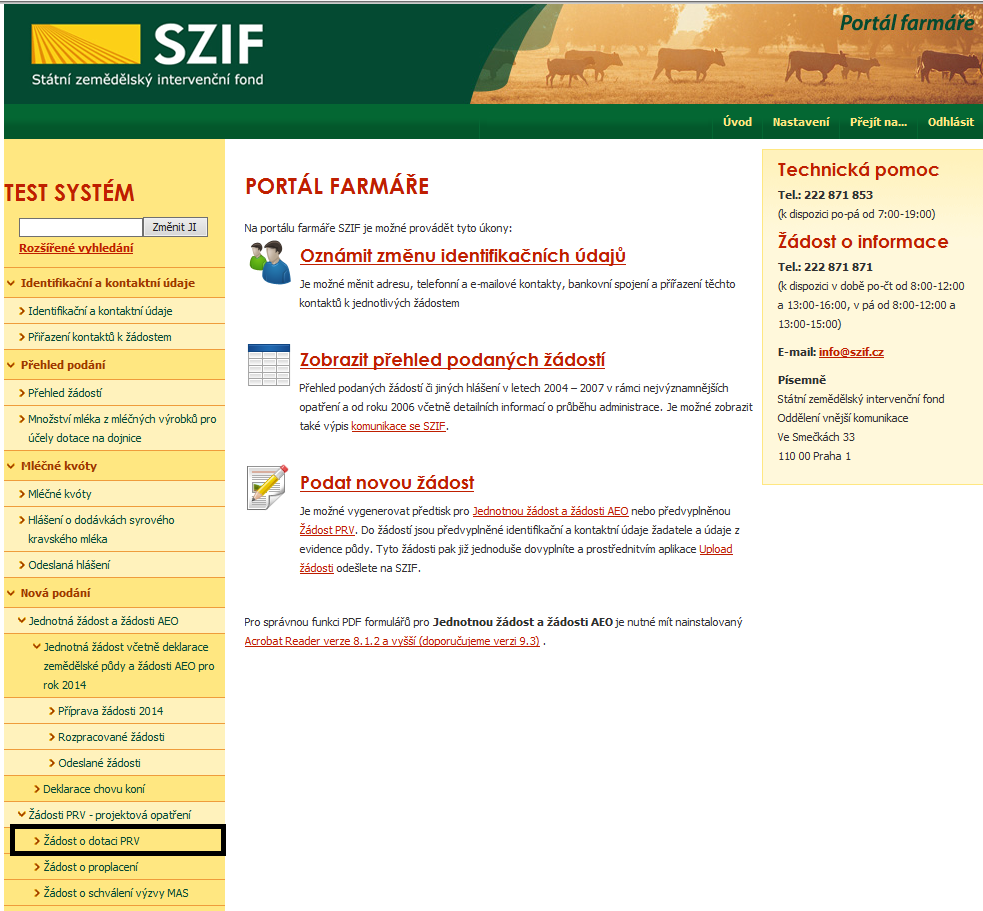 SZIF
Státní zemědělský intervenční fond
Portál farmáře
Úvod Nastavení Přejít na... Odhlásit
TEST SYSTÉM
Změnit JI
Rozšířené vyhledání
Identifikační a kontaktní údaje
Identifikační a kontaktní údaje
Přiřazení kontaktů k žádostem
Přehled podání
Přehled žádostí
Množství mléka z mléčných výrobků pro
účely dotace na dojnice
Mléčné kvóty
Mléčné kvóty
Hlášení o dodávkách syrového
kravského mléka
Odeslaná hlášení
Nová podání
Jednotná žádost a žádosti AEO
Jednotná žádost včetně deklarace
zemědělské půdy a žádosti AEO pro
rok 2014
Příprava žádosti 2014
Rozpracované žádosti
Odeslané žádosti
Deklarace chovu koní
Žádosti PRV - projektová opatření
Žádost o dotaci PRV
Žádost o proplacení
Žádost o schválení výzvy MAS
PORTÁL FARMÁŘE
Na portálu farmáře SZIF je možné provádět tyto úkony:
Oznámit změnu identifikačních údajů
Je možné měnit adresu, telefonní a e-mailové kontakty, bankovní spojení a přiřazení těchto
kontaktů k jednotlivých žádostem
Zobrazit přehled podaných žádostí
Přehled podaných žádostí či jiných hlášení v letech 2004 – 2007 v rámci nejvýznamnějších
opatření a od roku 2006 včetně detailních informací o průběhu administrace. Je možné zobrazit
také výpis komunikace se SZIF.
Podat novou žádost
Je možné vygenerovat předtisk pro Jednotnou žádost a žádosti AEO nebo předvyplněnou
Žádost PRV. Do žádostí jsou předvyplněné identifikační a kontaktní údaje žadatele a údaje z
evidence půdy. Tyto žádosti pak již jednoduše dovyplníte a prostřednitvím aplikace Upload
žádosti odešlete na SZIF.
Pro správnou funkci PDF formulářů pro Jednotnou žádost a žádosti AEO je nutné mít nainstalovaný
Acrobat Reader verze 8.1.2 a vyšší (doporučujeme verzi 9.3) .
Technická pomoc
Tel.: 222 871 853
(k dispozici po-pá od 7:00-19:00)
Žádost o informace
Tel.: 222 871 871
(k dispozici v době po-čt od 8:00-12:00
a 13:00-16:00, v pá od 8:00-12:00 a
13:00-15:00)
E-mail: info@szif.cz
Písemně
Státní zemědělský intervenční fond
Oddělení vnější komunikace
Ve Smečkách 33
110 00 Praha 1